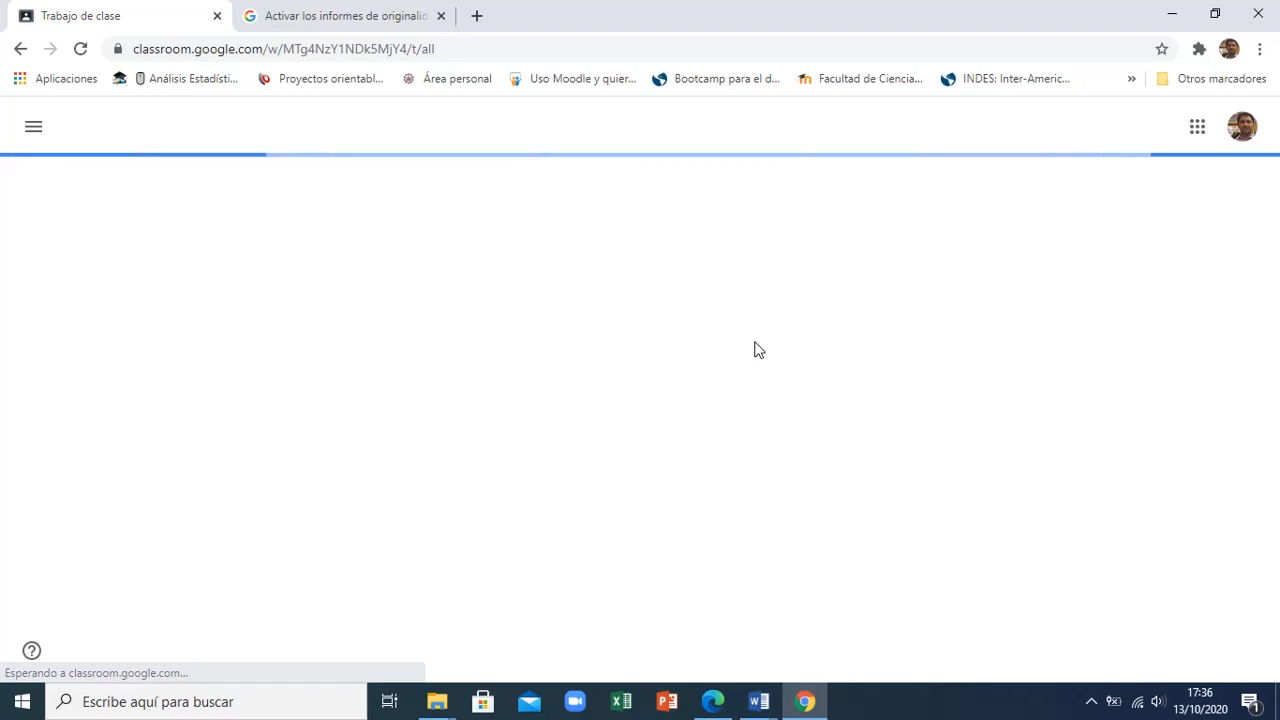 Trabajo de clase
Activar los informes de originalid
classroom.google.com/w/MTg4NzY1NDk5MjY4/t/all
Aplicaciones
Análisis Estadísti...
Proyectos orientabl...
Área personal
Uso Moodle y quier...
Bootcamp para el d...
Facultad de Ciencia...
INDES: Inter-Americ...
»
Otros marcadores
Esperando a classroom.google.com...
Escribe aquí para buscar
17:36
13/10/2020
1